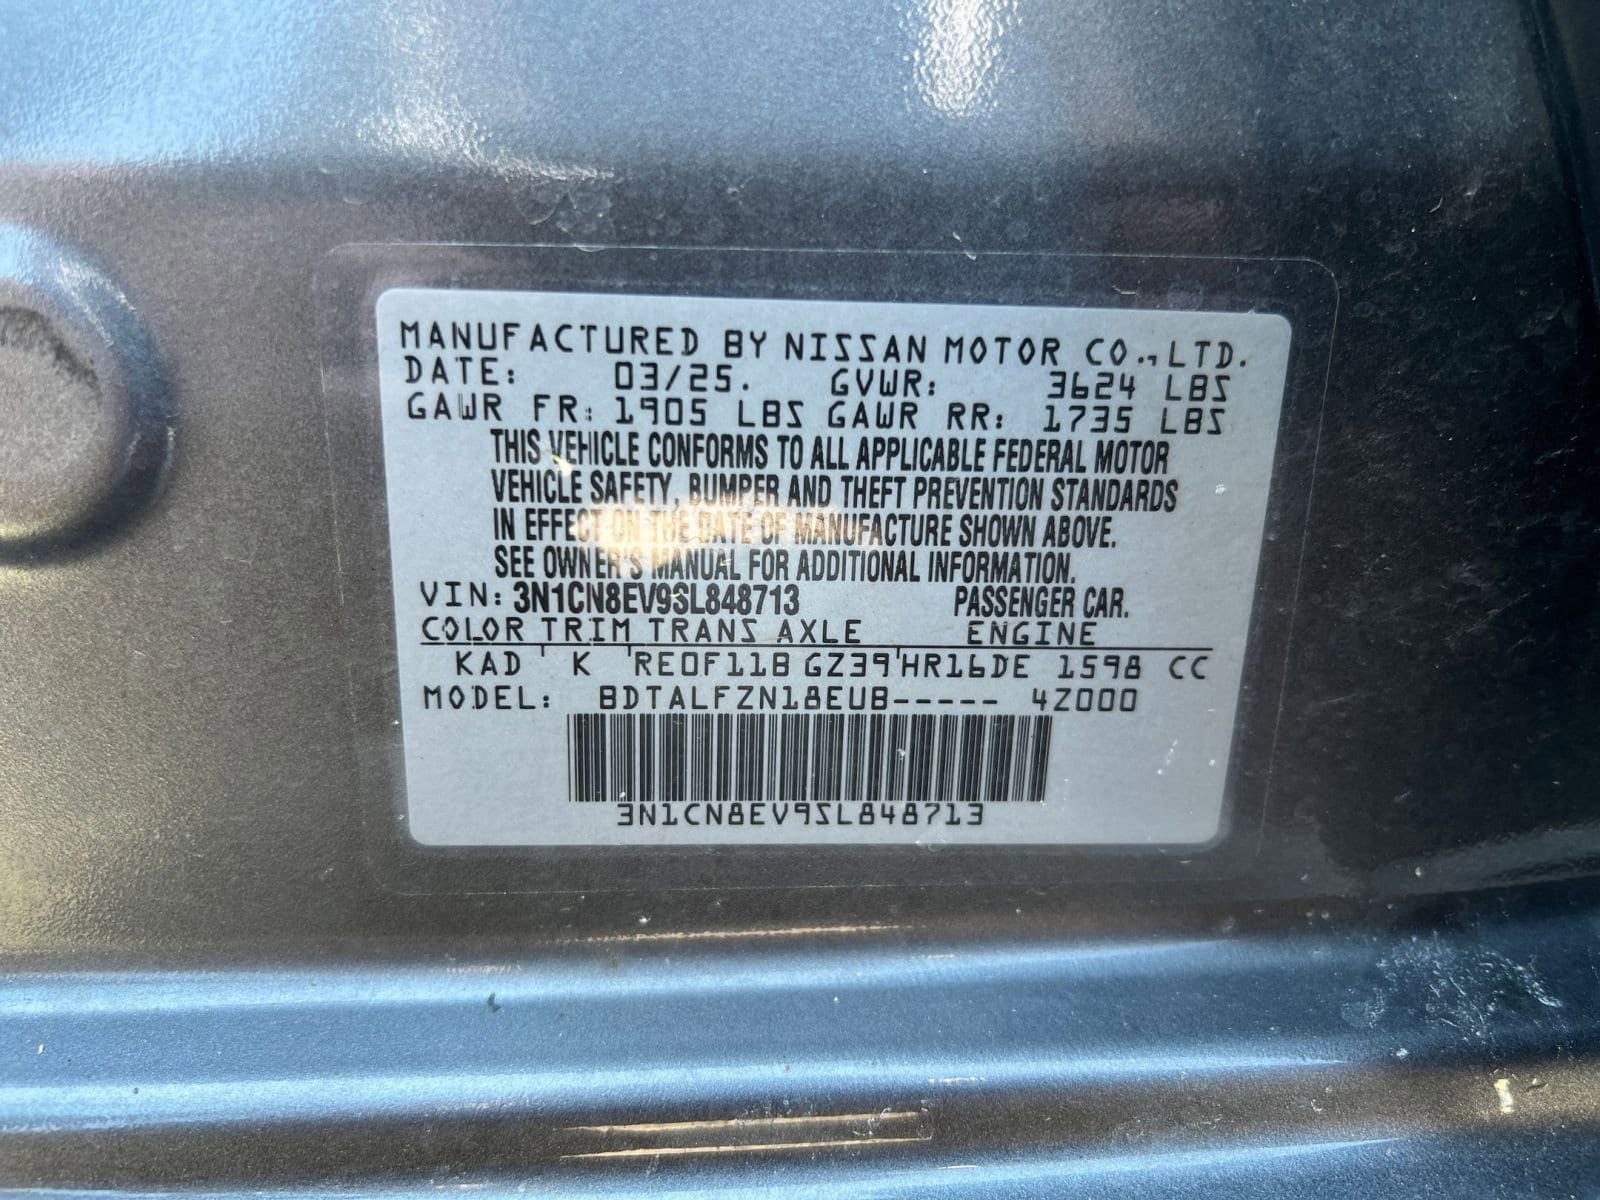 MANUFACTURED BY NISSAN MOTOR CO.,LTD.
DATE: 03/25. GVWR: 3624 LBS
GAWR FR: 1905 LBS GAWR RR: 1735 LBS
THIS VEHICLE CONFORMS TO ALL APPLICABLE FEDERAL MOTOR
VEHICLE SAFETY, BUMPER AND THEFT PREVENTION STANDARDS
IN EFFECT ON THE DATE OF MANUFACTURE SHOWN ABOVE.
SEE OWNER'S MANUAL FOR ADDITIONAL INFORMATION.
VIN: 3N1CN8EV9SL848713 PASSENGER CAR.
COLOR TRIM TRANS AXLE ENGINE
KAD K RE0F11B GZ39 HR16DE 1598 CC
MODEL: BDTALFZN18EUB----- 4Z000
3N1CN8EV9SL848713